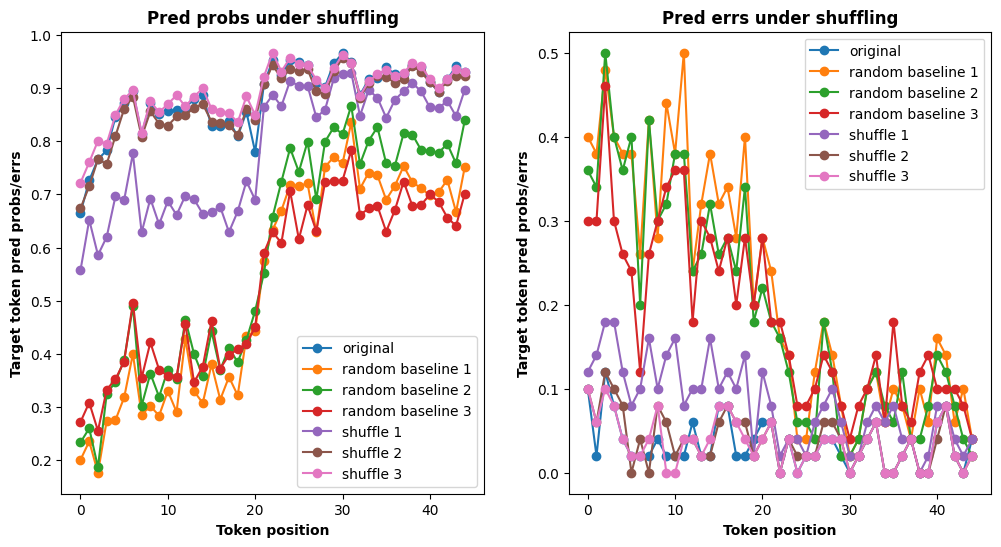 Pred probs under shuffling
Target token pred probs/errs
1.0
0.9
0.8
0.7
0.6
0.5
0.4
0.3
0.2
0
10
20
30
40
Token position
original
random baseline 1
random baseline 2
random baseline 3
shuffle 1
shuffle 2
shuffle 3
Pred errs under shuffling
Target token pred probs/errs
0.5
0.4
0.3
0.2
0.1
0.0
0
10
20
30
40
Token position
original
random baseline 1
random baseline 2
random baseline 3
shuffle 1
shuffle 2
shuffle 3